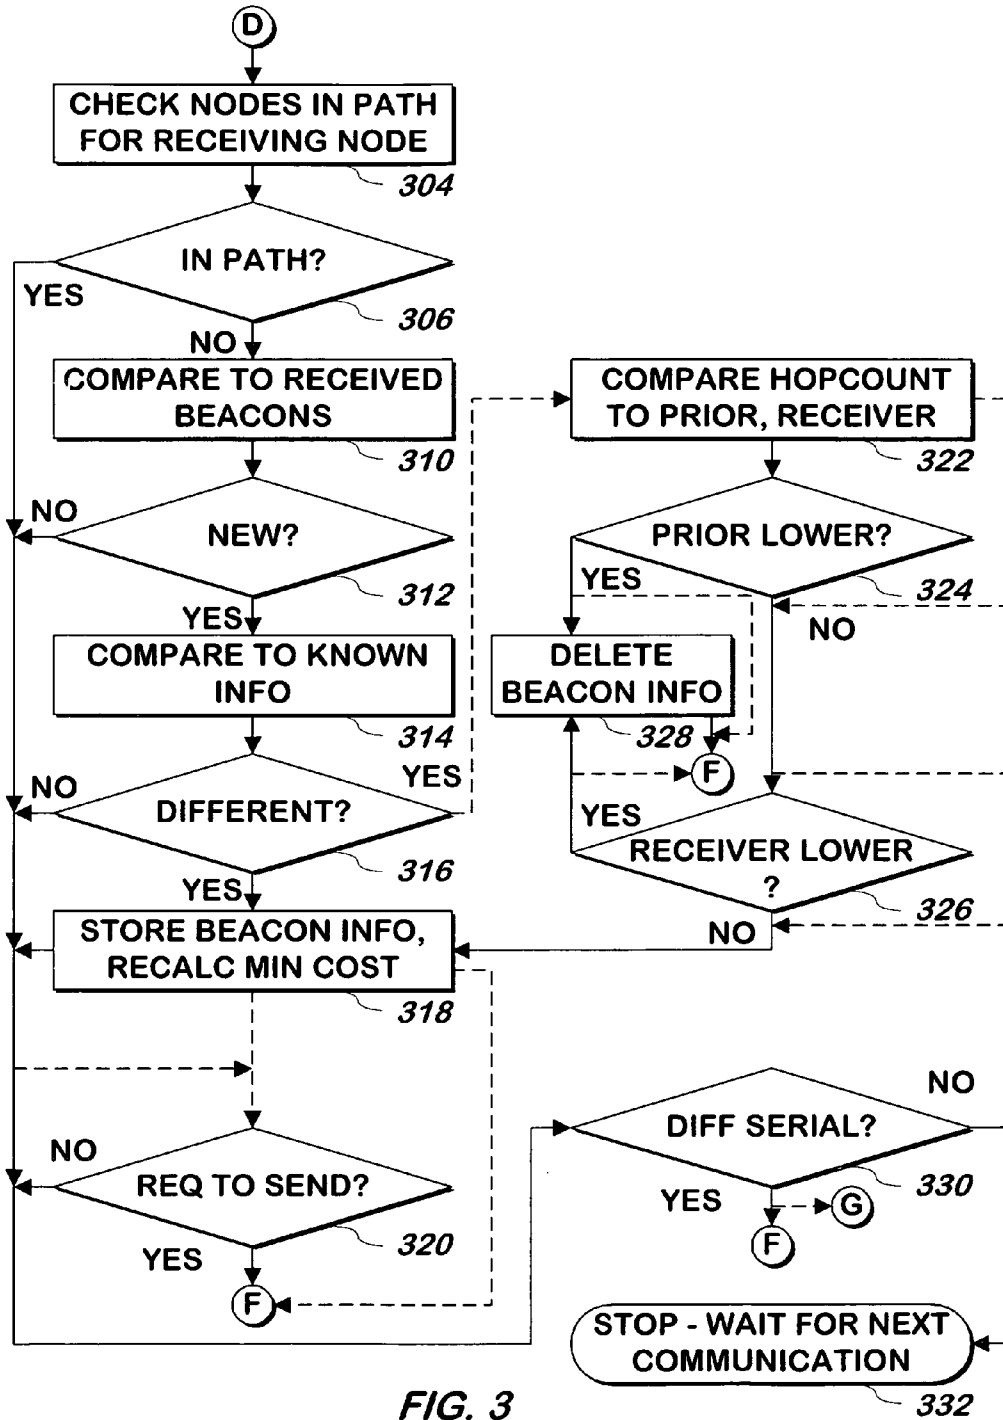 D
CHECK NODES IN PATH
FOR RECEIVING NODE
304
IN PATH?
YES
306
NO
COMPARE TO RECEIVED
BEACONS
310
NO
NEW?
312
YES
COMPARE TO KNOWN
INFO
314
YES
NO
DIFFERENT?
316
YES
STORE BEACON INFO,
RECALC MIN COST
318
NO
REQ TO SEND?
320
YES
F
COMPARE HOPCOUNT
TO PRIOR, RECEIVER
322
PRIOR LOWER?
YES
324
NO
DELETE
BEACON INFO
328
F
YES
RECEIVER LOWER
?
326
NO
NO
DIFF SERIAL?
330
YES
G
F
STOP - WAIT FOR NEXT
COMMUNICATION
332
FIG. 3